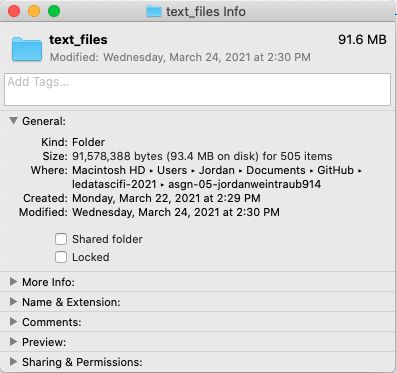 text_files Info
text_files 91.6 MB
Modified: Wednesday, March 24, 2021 at 2:30 PM
Add Tags...
General:
Kind: Folder
Size: 91,578,388 bytes (93.4 MB on disk) for 505 items
Where: Macintosh HD ▸ Users ▸ Jordan ▸ Documents ▸ GitHub ▸
ledatascifi-2021 ▸ asgn-05-jordanweintraub914
Created: Monday, March 22, 2021 at 2:29 PM
Modified: Wednesday, March 24, 2021 at 2:30 PM
Shared folder
Locked
More Info:
Name & Extension:
Comments:
Preview:
Sharing & Permissions: